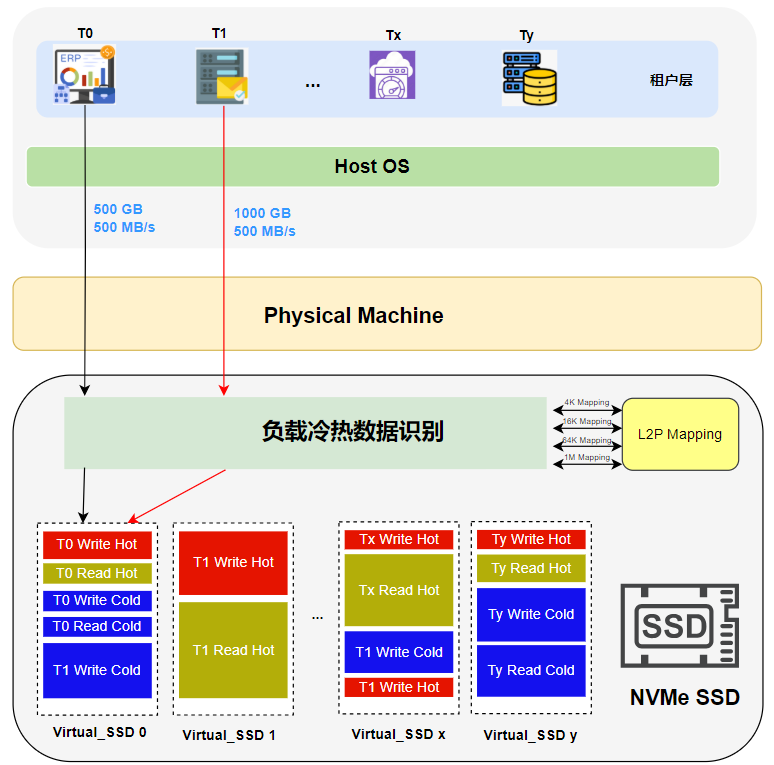 T0
T1
Tx
Ty
ERP
...
租户层
Host OS
500 GB
500 MB/s
1000 GB
500 MB/s
Physical Machine
负载冷热数据识别
4K Mapping
16K Mapping
64K Mapping
1M Mapping
L2P Mapping
T0 Write Hot
T0 Read Hot
T0 Write Cold
T0 Read Cold
T1 Write Cold
Virtual_SSD 0
T1 Write Hot
T1 Read Hot
Virtual_SSD 1
...
Tx Write Hot
Tx Read Hot
T1 Write Cold
T1 Write Hot
Virtual_SSD x
Ty Write Hot
Ty Read Hot
Ty Write Cold
Ty Read Cold
Virtual_SSD y
SSD
NVMe SSD